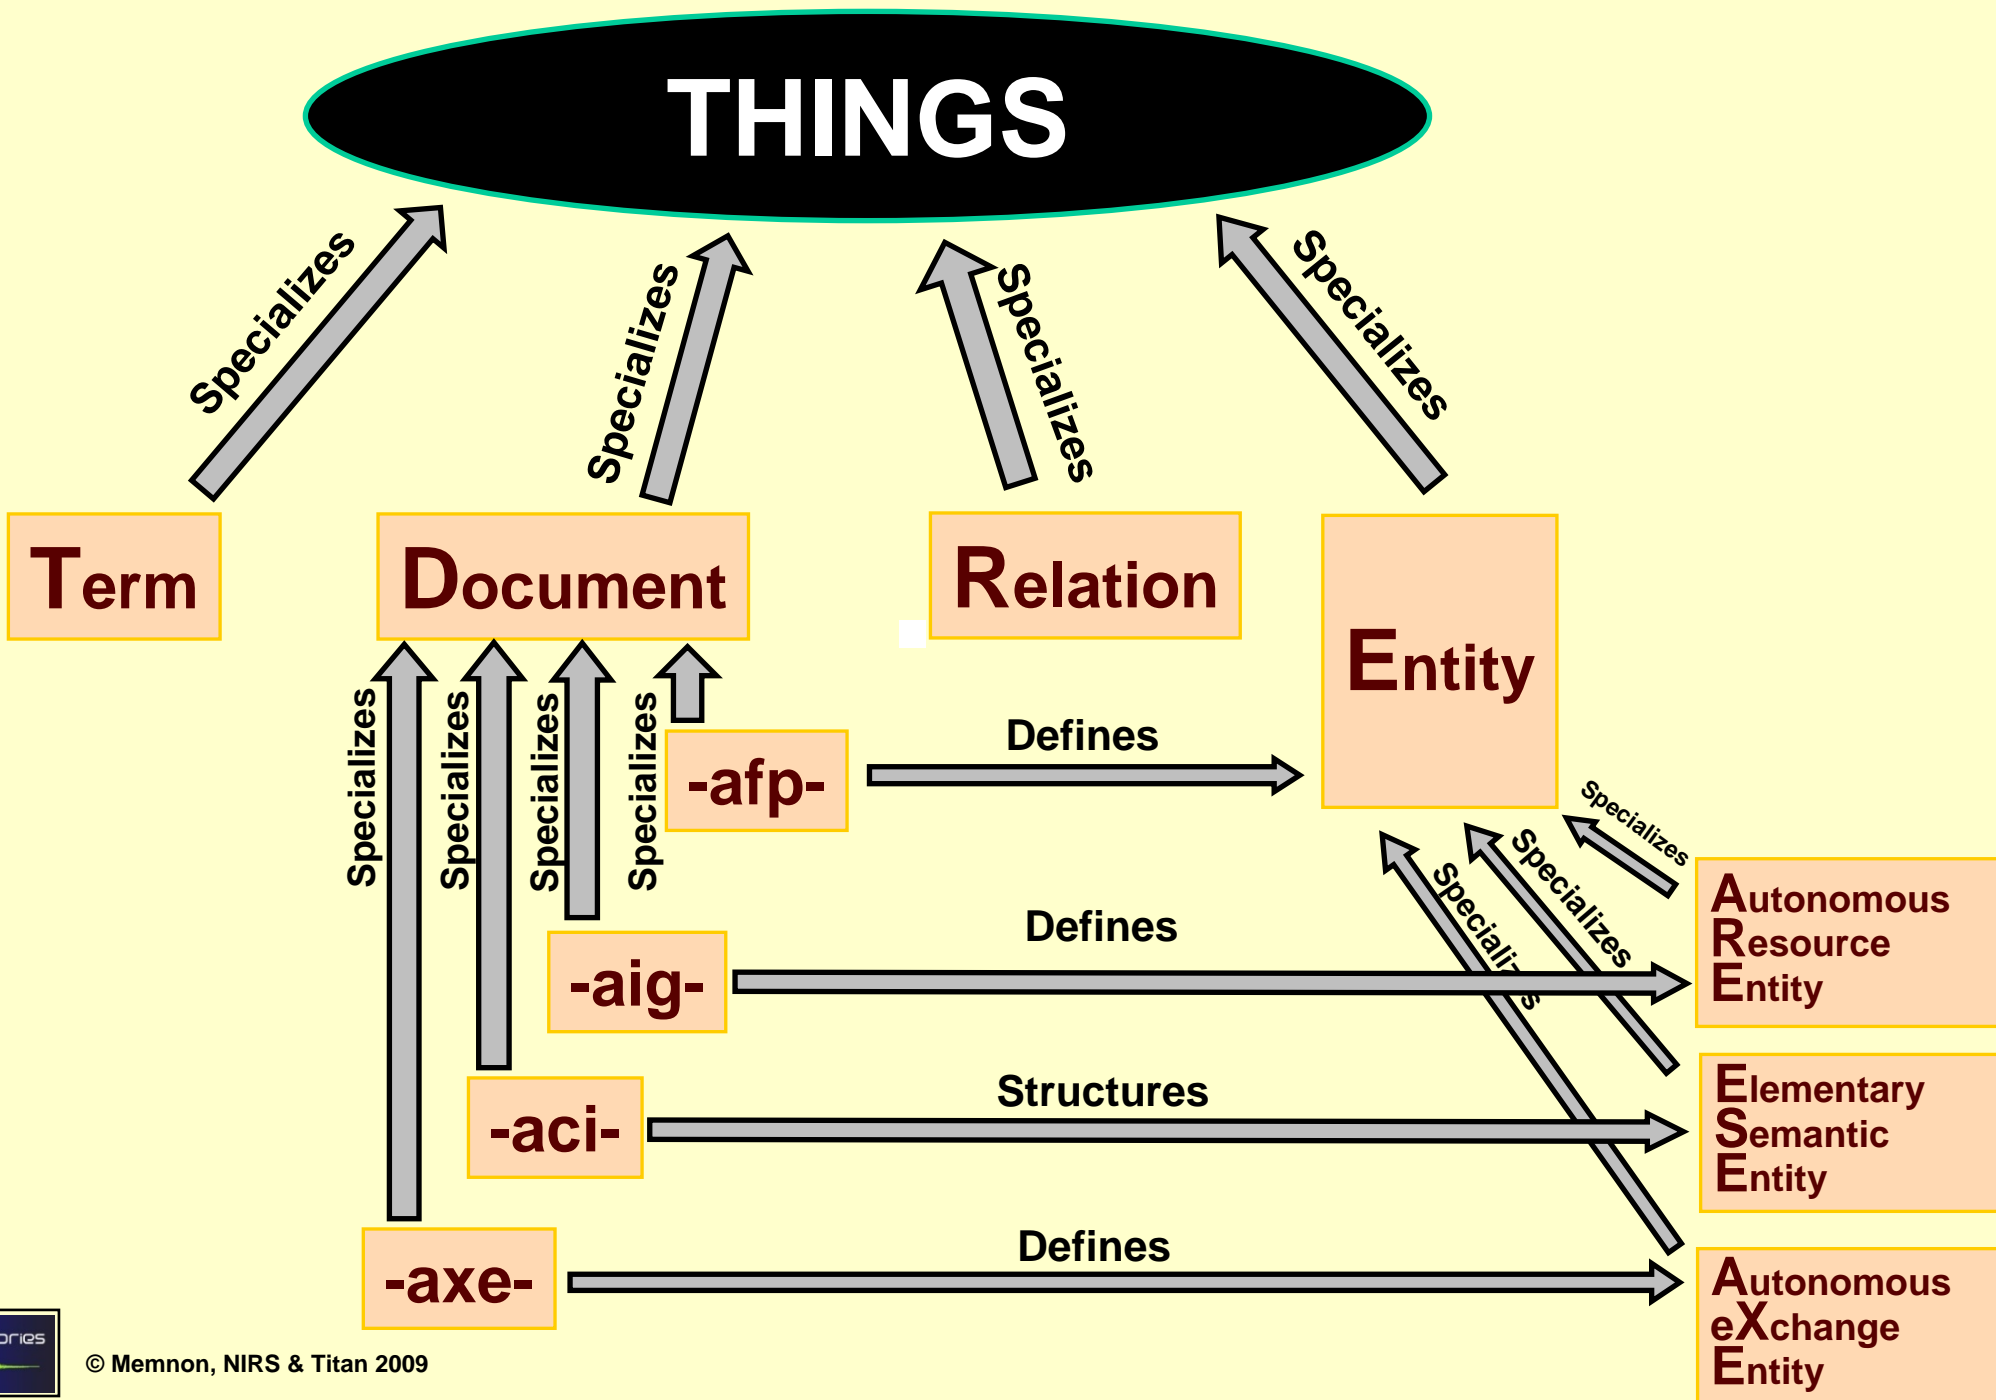 THINGS
Specializes
Specializes
Specializes
Specializes
Term
Document
Relation
Entity
Specializes
Specializes
Specializes
Specializes
-afp-
Defines
Specializes
Specializes
Specializes
-aig-
Defines
Autonomous
Resource
Entity
-aci-
Structures
Elementary
Semantic
Entity
-axe-
Defines
Autonomous
eXchange
Entity
© Memnon, NIRS & Titan 2009